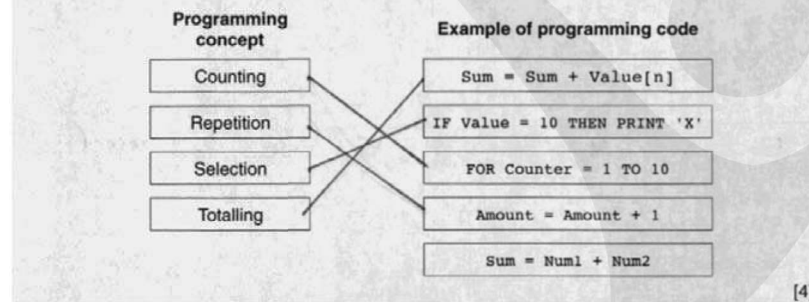 Programming
concept
Example of programming code
Counting
Sum = Sum + Value[n]
Repetition
IF Value = 10 THEN PRINT 'X'
Selection
FOR Counter = 1 TO 10
Totalling
Amount = Amount + 1
Sum = Num1 + Num2
[4